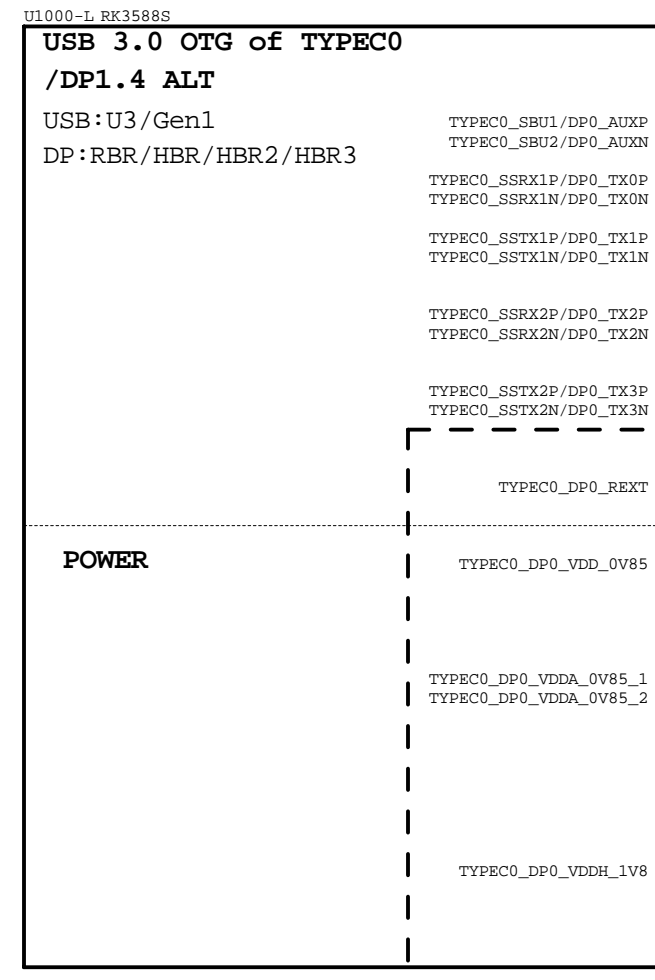 U1000-L RK3588S
USB 3.0 OTG of TYPEC0
/DP1.4 ALT
USB:U3/Gen1
DP:RBR/HBR/HBR2/HBR3
TYPEC0_SBU1/DP0_AUXP
TYPEC0_SBU2/DP0_AUXN
TYPEC0_SSRX1P/DP0_TX0P
TYPEC0_SSRX1N/DP0_TX0N
TYPEC0_SSTX1P/DP0_TX1P
TYPEC0_SSTX1N/DP0_TX1N
TYPEC0_SSRX2P/DP0_TX2P
TYPEC0_SSRX2N/DP0_TX2N
TYPEC0_SSTX2P/DP0_TX3P
TYPEC0_SSTX2N/DP0_TX3N
TYPEC0_DP0_REXT
POWER
TYPEC0_DP0_VDD_0V85
TYPEC0_DP0_VDDA_0V85_1
TYPEC0_DP0_VDDA_0V85_2
TYPEC0_DP0_VDDH_1V8